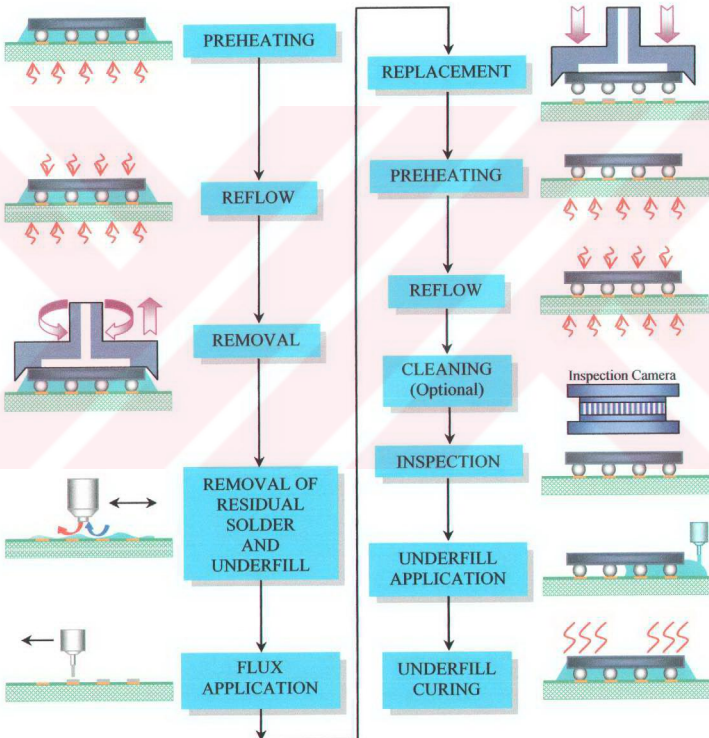 PREHEATING
REFLOW
REMOVAL
REMOVAL OF
RESIDUAL
SOLDER
AND
UNDERFILL
FLUX
APPLICATION
REPLACEMENT
PREHEATING
REFLOW
CLEANING
(Optional)
Inspection Camera
INSPECTION
UNDERFILL
APPLICATION
UNDERFILL
CURING